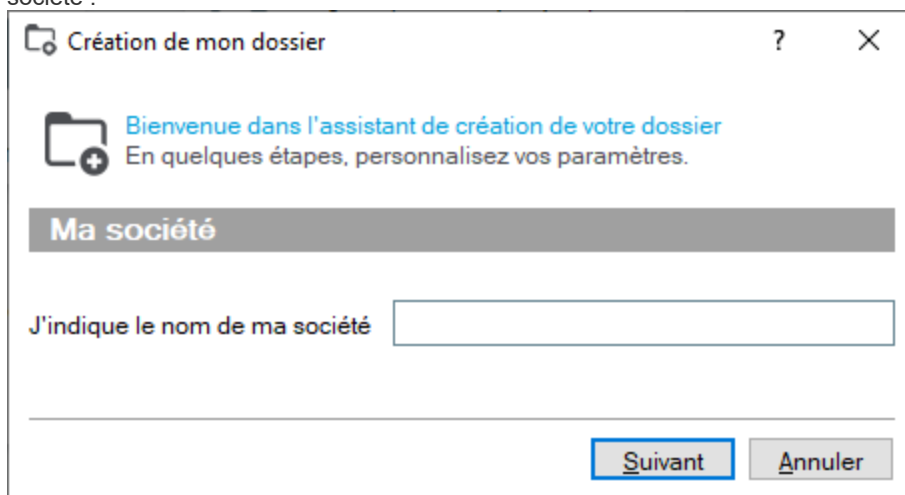 société :
Création de mon dossier ?
Bienvenue dans l'assistant de création de votre dossier
En quelques étapes, personnalisez vos paramètres.
Ma société
J'indique le nom de ma société
Suivant Annuler